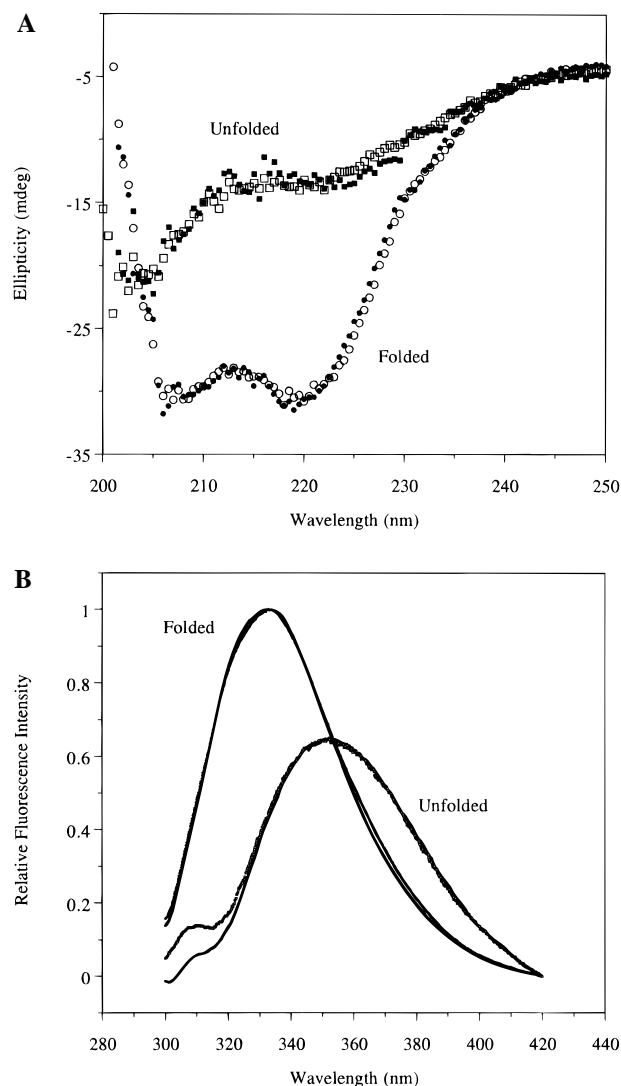 A
-5
-15
-25
-35
Unfolded
Folded
Ellipticity (mdeg)
200 210 220 230 240 250
Wavelength (nm)
B
1
0.8
0.6
0.4
0.2
0
Folded
Unfolded
Relative Fluorescence Intensity
280 300 320 340 360 380 400 420 440
Wavelength (nm)